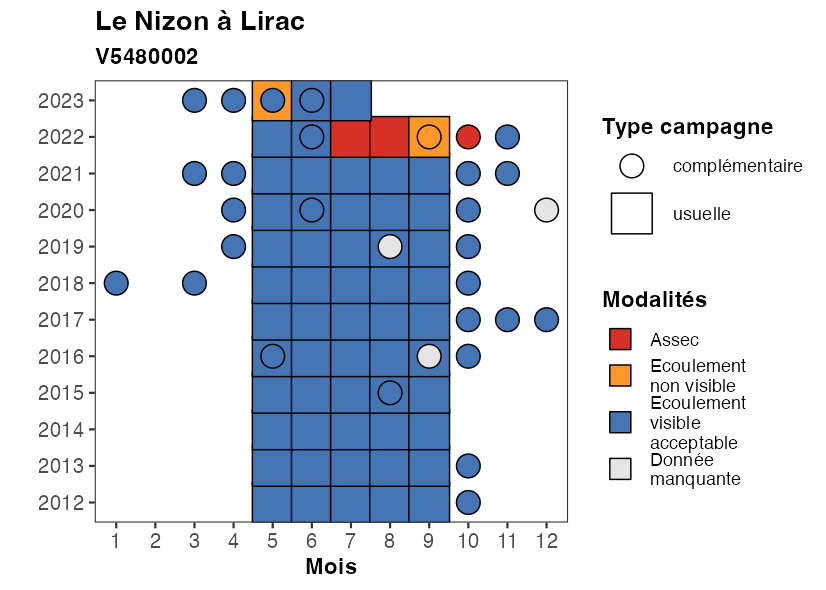 Le Nizon à Lirac
V5480002
2023
2022
2021
2020
2019
2018
2017
2016
2015
2014
2013
2012
1 2 3 4 5 6 7 8 9 10 11 12
Mois
Type campagne
complémentaire
usuelle
Modalités
Assec
Ecoulement
non visible
Ecoulement
visible
acceptable
Donnée
manquante